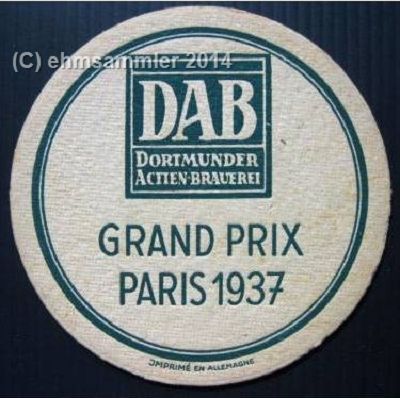 (C) ehmsammler 2014
DAB
DORTMUNDER
ACTIEN-BRAUEREI
GRAND PRIX
PARIS 1937
IMPRIMÉ EN ALLEMAGNE